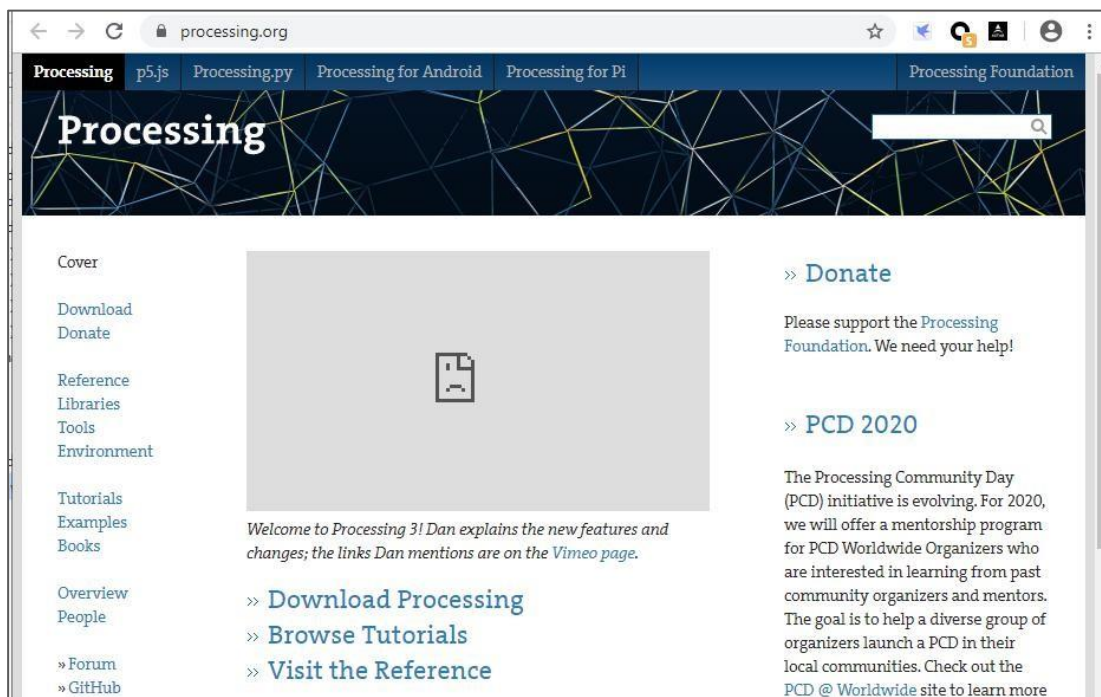 processing.org
Processing
p5.js
Processing.py
Processing for Android
Processing for Pi
Processing Foundation
Processing
Cover
Download
Donate
Reference
Libraries
Tools
Environment
Tutorials
Examples
Books
Overview
People
» Forum
» GitHub
Welcome to Processing 3! Dan explains the new features and
changes; the links Dan mentions are on the Vimeo page.
» Download Processing
» Browse Tutorials
» Visit the Reference
» Donate
Please support the Processing
Foundation. We need your help!
» PCD 2020
The Processing Community Day
(PCD) initiative is evolving. For 2020,
we will offer a mentorship program
for PCD Worldwide Organizers who
are interested in learning from past
community organizers and mentors.
The goal is to help a diverse group of
organizers launch a PCD in their
local communities. Check out the
PCD @ Worldwide site to learn more